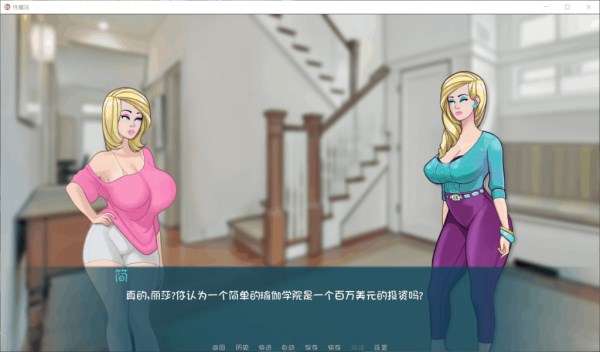 性魔法
简
真的,丽莎?你认为一个简单的瑜伽学院是一个百万美元的投资吗?
返回 历史 快进 自动 保存 快存 快读 设置